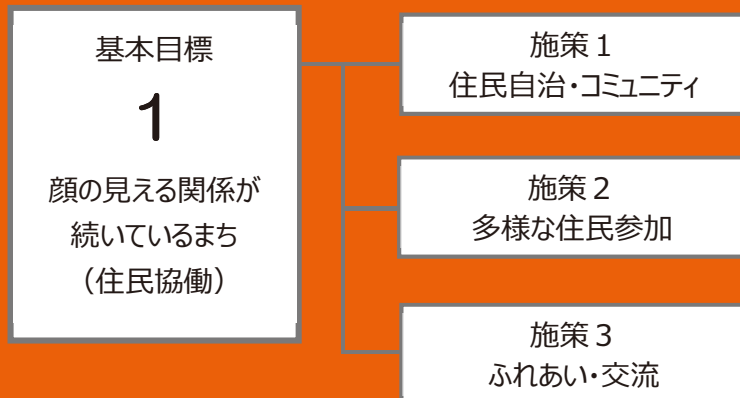 基本目標
1
顔の見える関係が
続いているまち
（住民協働）
施策1
住民自治・コミュニティ
施策2
多様な住民参加
施策3
ふれあい・交流